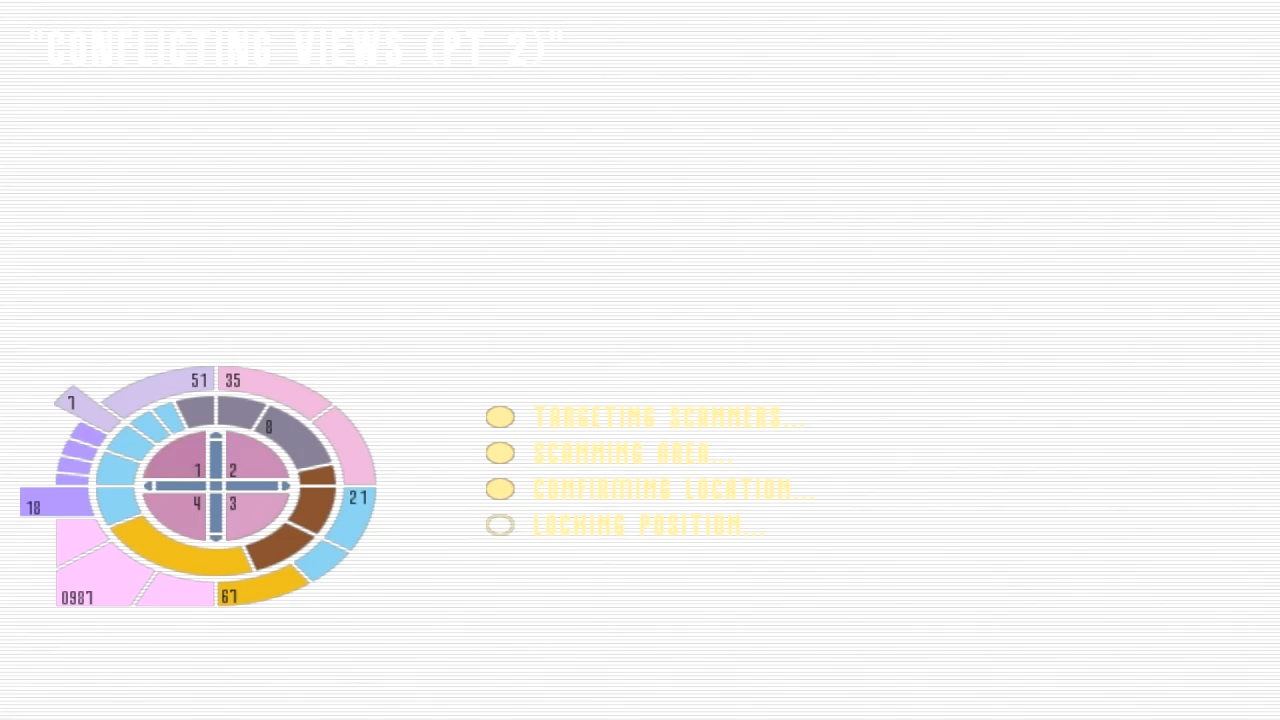 "CONFLICTING VIEWS (PT 2)"
51 35
7
8
1 2
18
4 3
21
0987
67
TARGETING SCANNERS...
SCANNING AREA...
CONFIRMING LOCATION...
LOCKING POSITION...